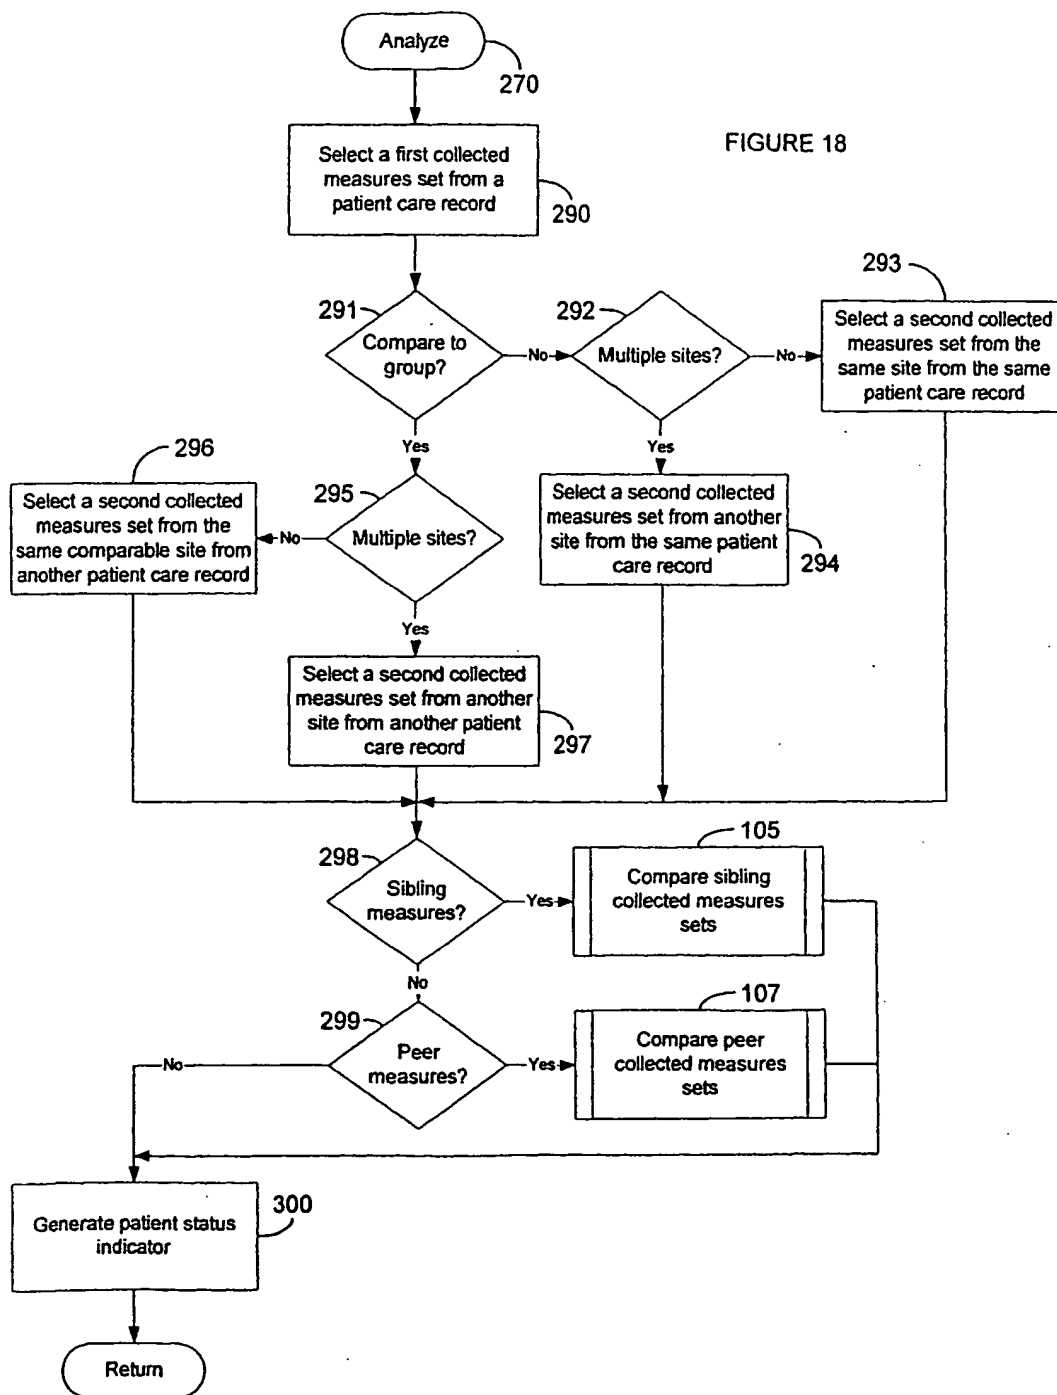 Analyze
270
FIGURE 18
Select a first collected
measures set from a
patient care record
290
291
Compare to
group?
No
292
Multiple sites?
No
293
Select a second collected
measures set from the
same site from the same
patient care record
Yes
Yes
296
Select a second collected
measures set from the
same comparable site from
another patient care record
No
295
Multiple sites?
Select a second collected
measures set from another
site from the same patient
care record
294
Yes
Select a second collected
measures set from another
site from another patient
care record
297
298
Sibling
measures?
Yes
105
Compare sibling
collected measures
sets
No
299
Peer
measures?
Yes
107
Compare peer
collected measures
sets
No
Generate patient status
indicator
300
Return